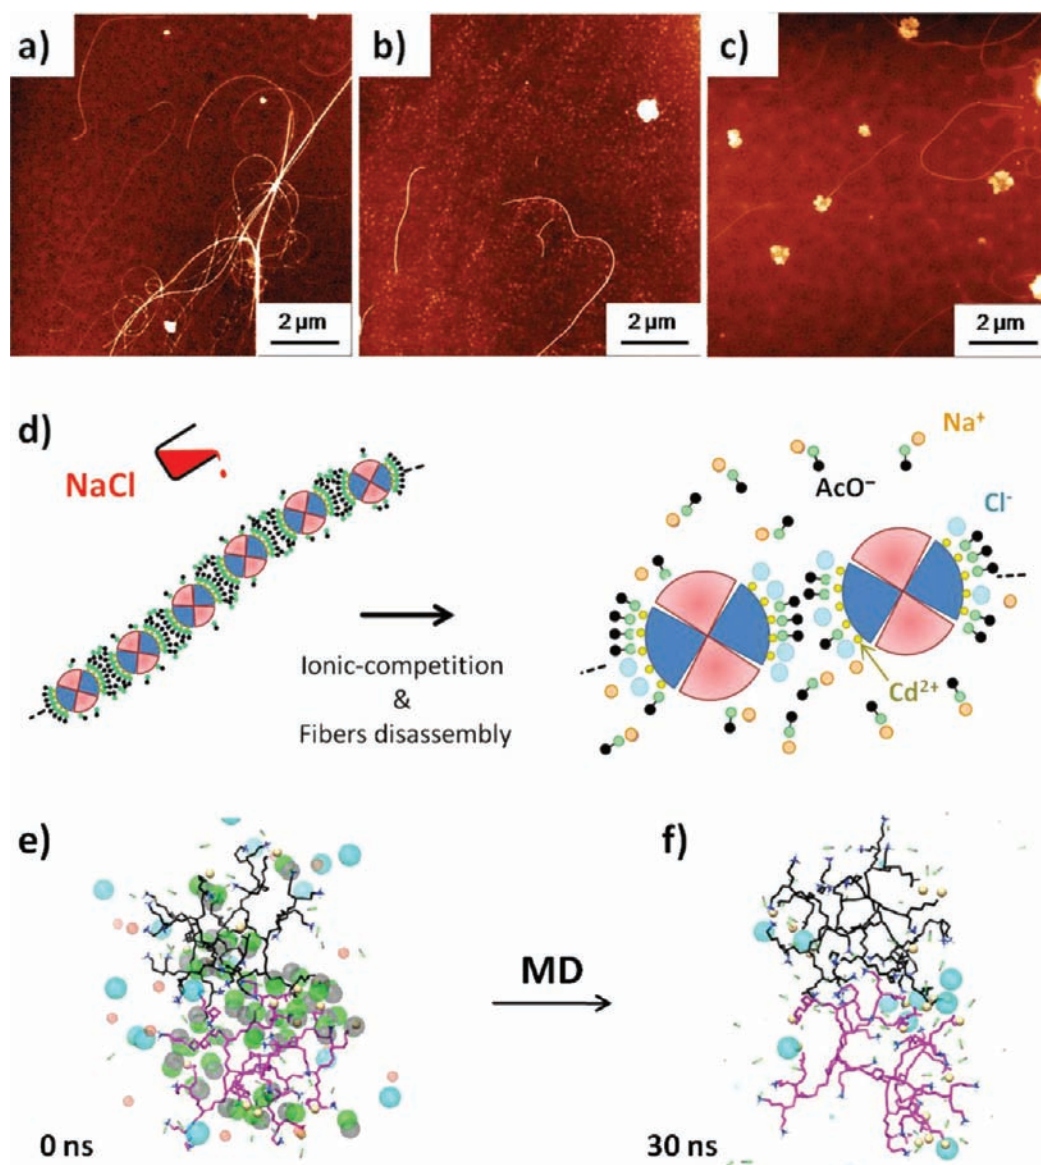 a)
b)
c)
2 µm
2 µm
2 µm
d)
NaCl
Na⁺
AcO⁻
Cl⁻
Ionic-competition
&
Fibers disassembly
Cd²⁺
e)
f)
MD
0 ns
30 ns